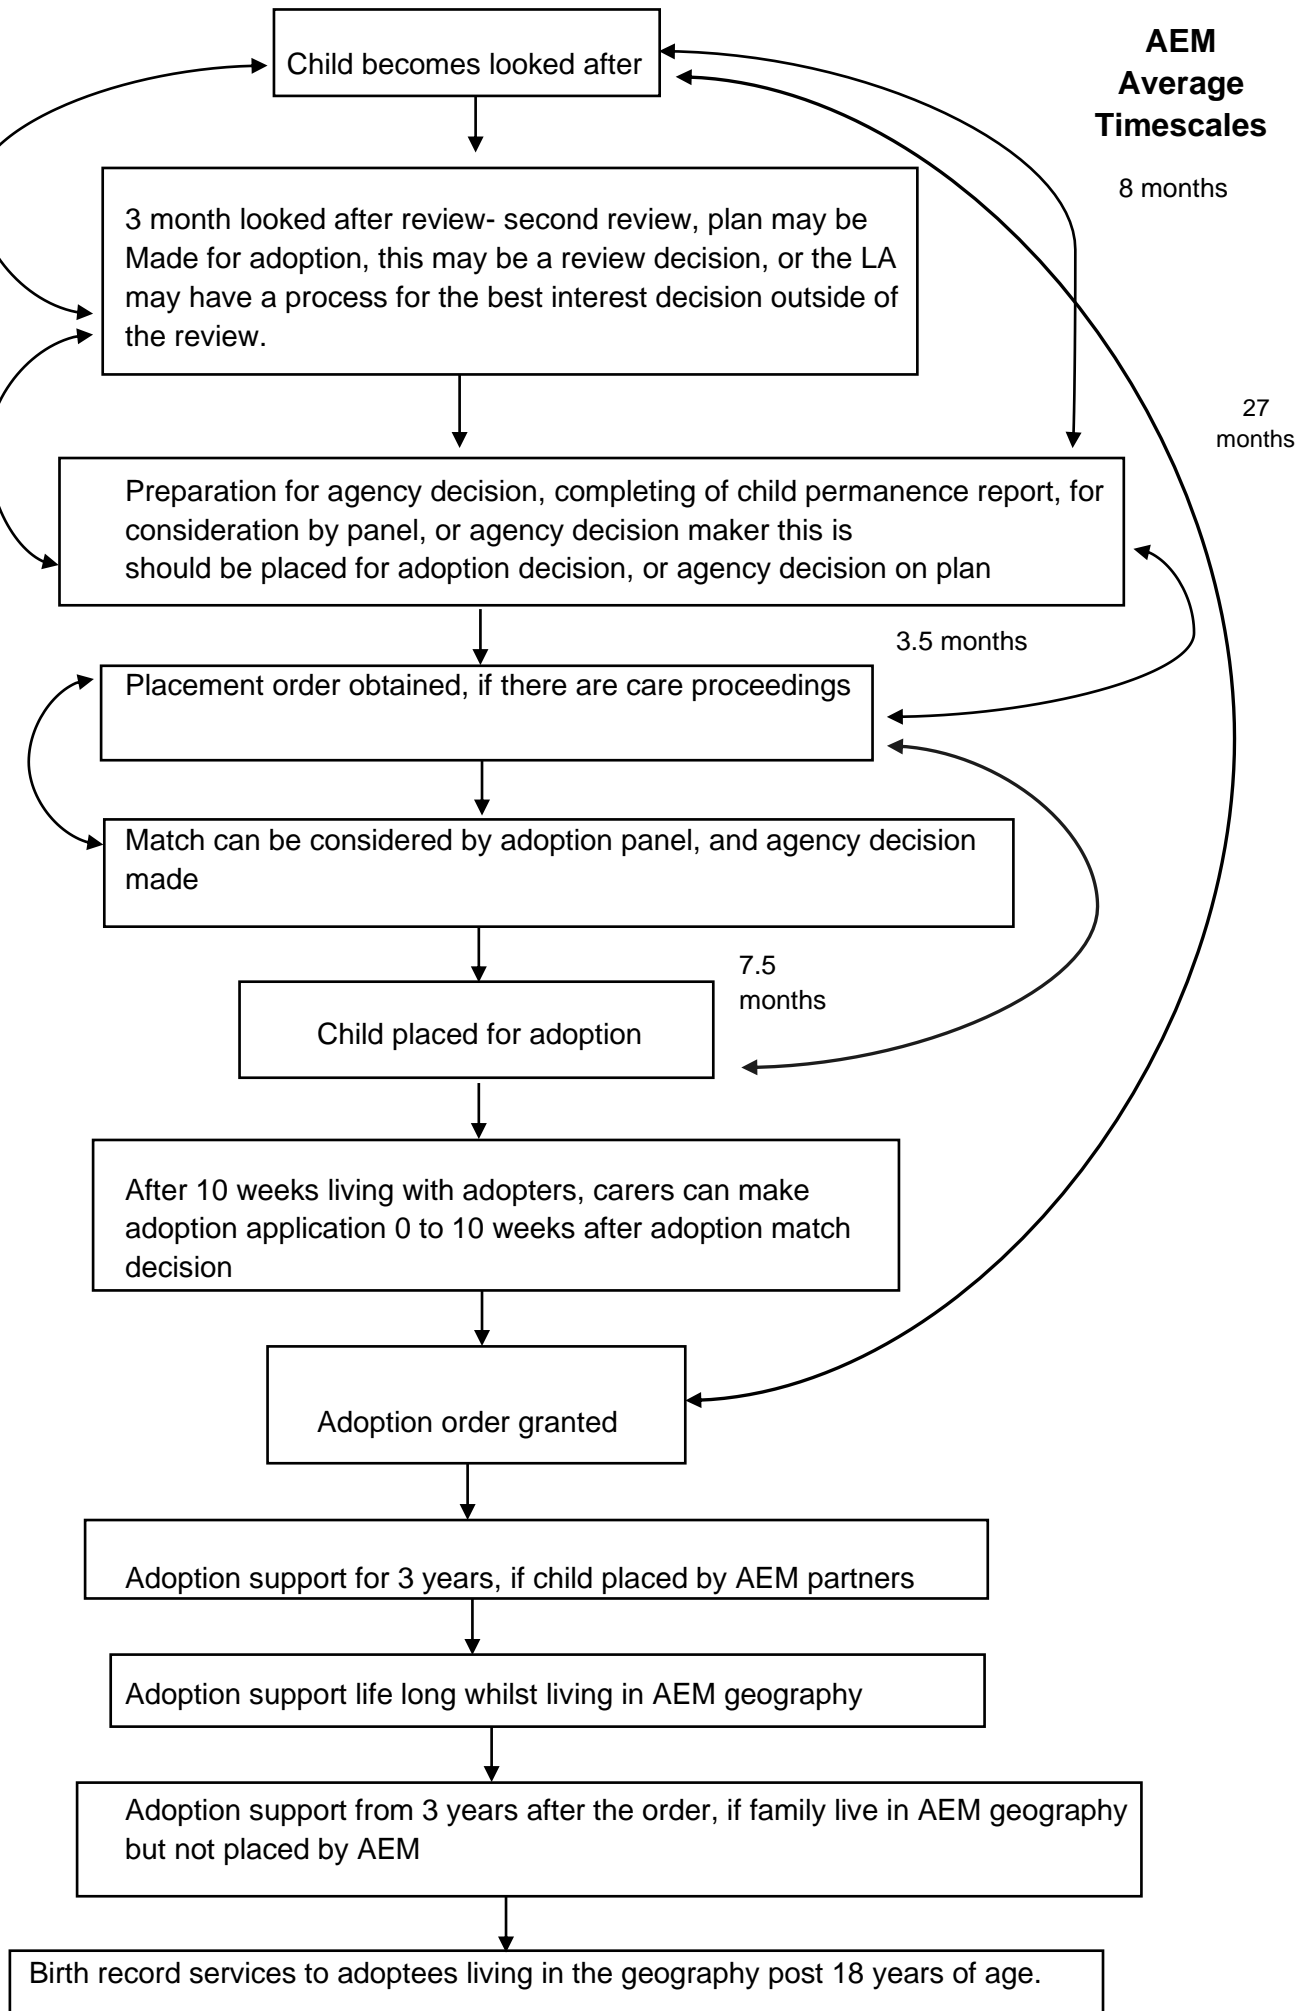 AEM
Average
Timescales
Child becomes looked after
8 months
3 month looked after review- second review, plan may be
Made for adoption, this may be a review decision, or the LA
may have a process for the best interest decision outside of
the review.
27
months
Preparation for agency decision, completing of child permanence report, for
consideration by panel, or agency decision maker this is
should be placed for adoption decision, or agency decision on plan
3.5 months
Placement order obtained, if there are care proceedings
Match can be considered by adoption panel, and agency decision
made
7.5
months
Child placed for adoption
After 10 weeks living with adopters, carers can make
adoption application 0 to 10 weeks after adoption match
decision
Adoption order granted
Adoption support for 3 years, if child placed by AEM partners
Adoption support life long whilst living in AEM geography
Adoption support from 3 years after the order, if family live in AEM geography
but not placed by AEM
Birth record services to adoptees living in the geography post 18 years of age.